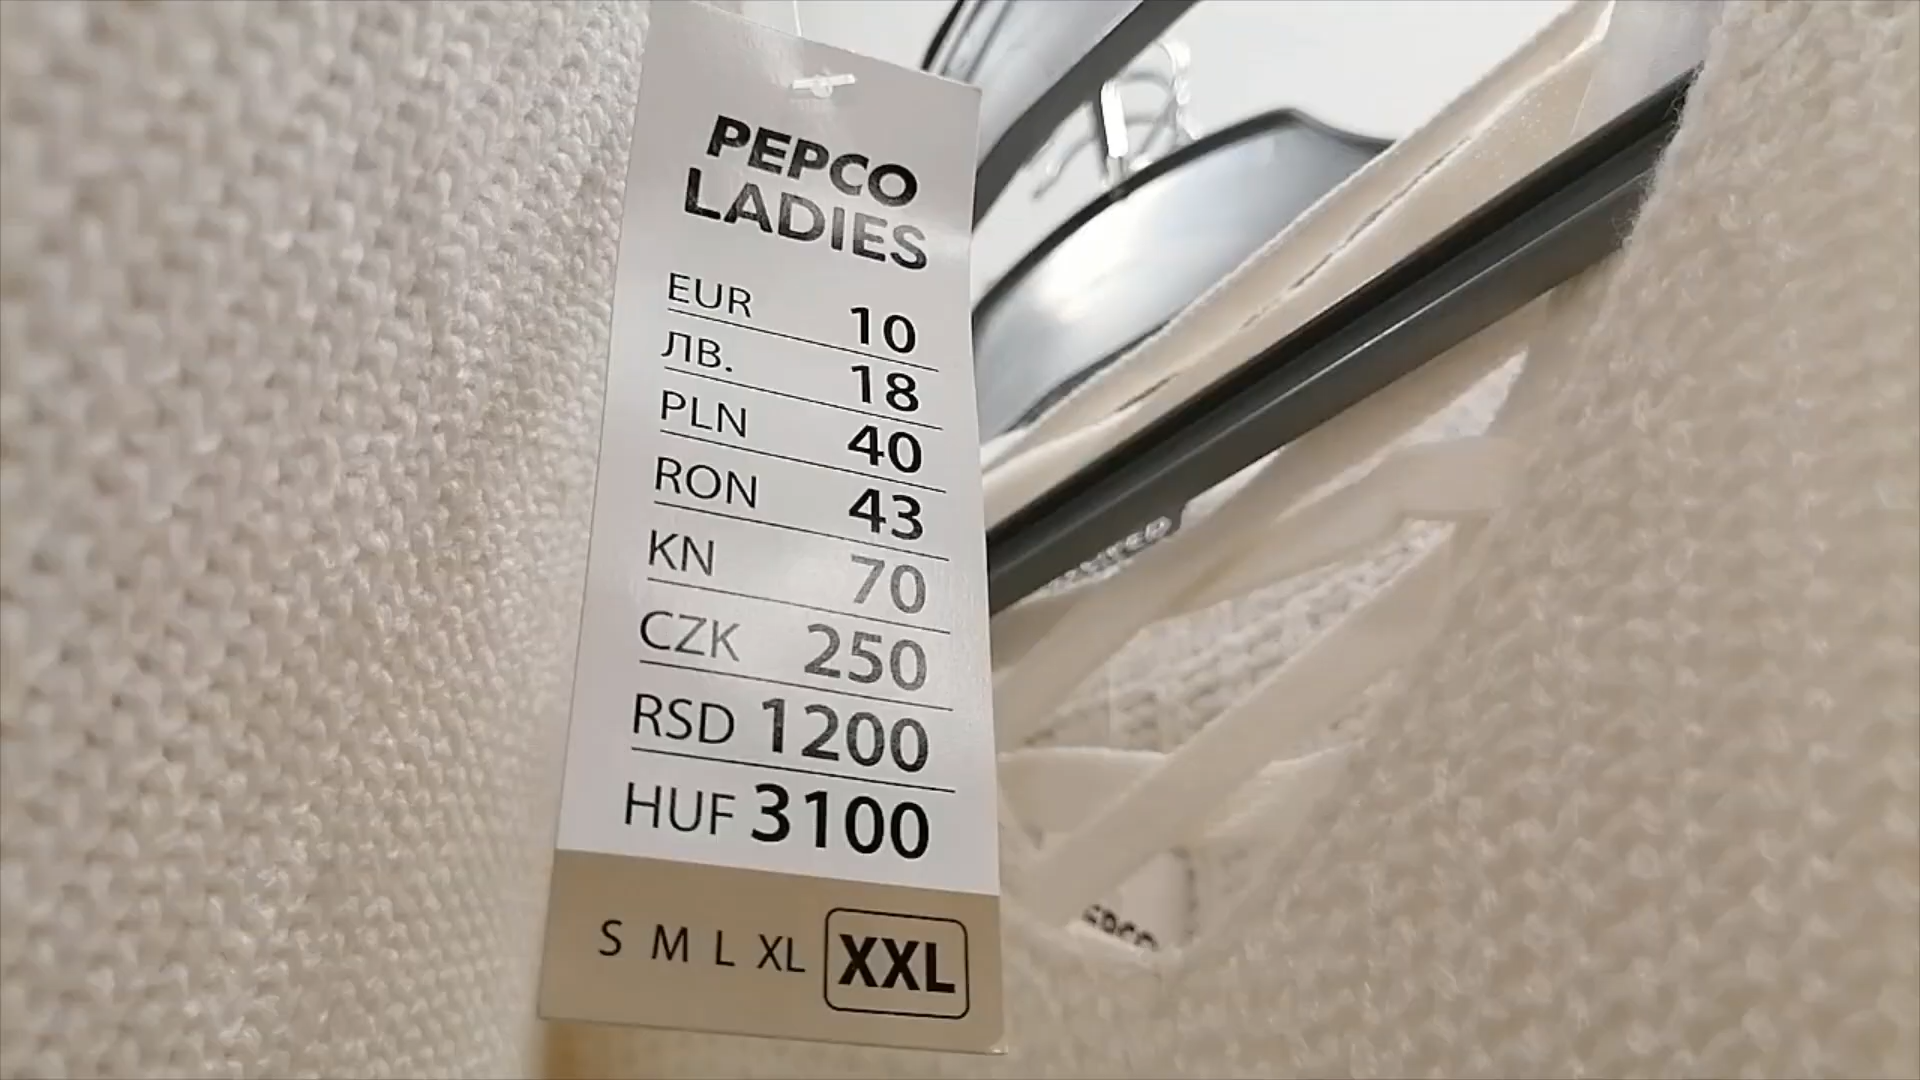 PEPCO
LADIES
EUR 10
ЛВ. 18
PLN 40
RON 43
KN 70
CZK 250
RSD 1200
HUF 3100
S M L XL XXL